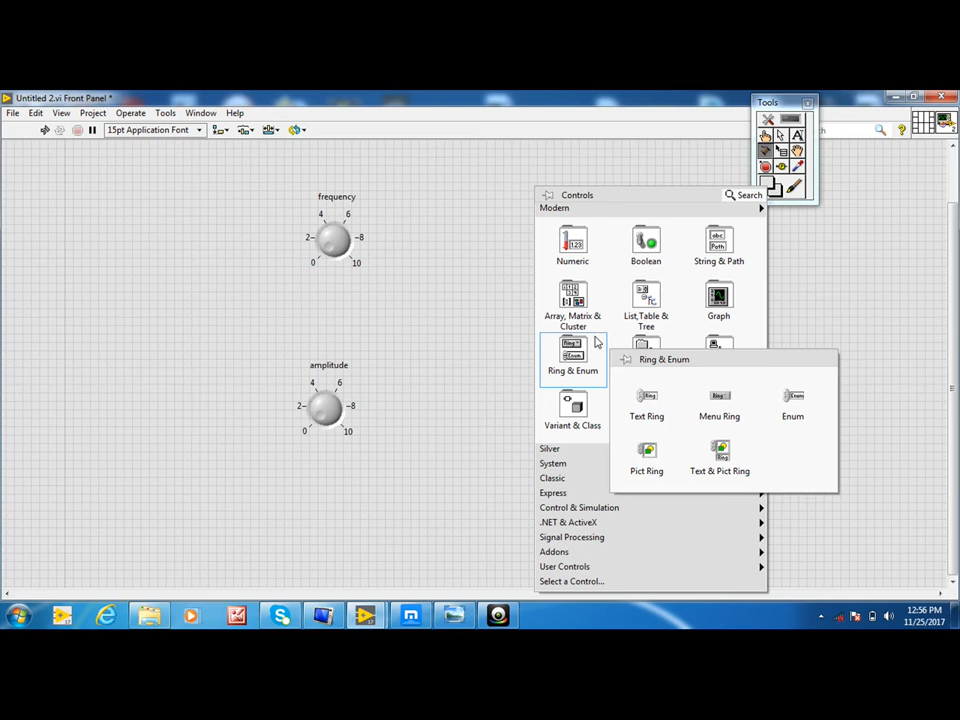 Untitled 2.vi Front Panel *
File Edit View Project Operate Tools Window Help
15pt Application Font
Tools
frequency
4 6
2 8
0 10
amplitude
4 6
2 8
0 10
Controls Search
Modern
Numeric Boolean String & Path
Array, Matrix & Cluster List, Table & Tree Graph
Ring & Enum
Variant & Class
Ring & Enum
Text Ring Menu Ring Enum
Pict Ring Text & Pict Ring
Silver
System
Classic
Express
Control & Simulation
.NET & ActiveX
Signal Processing
Addons
User Controls
Select a Control...
12:56 PM
11/25/2017